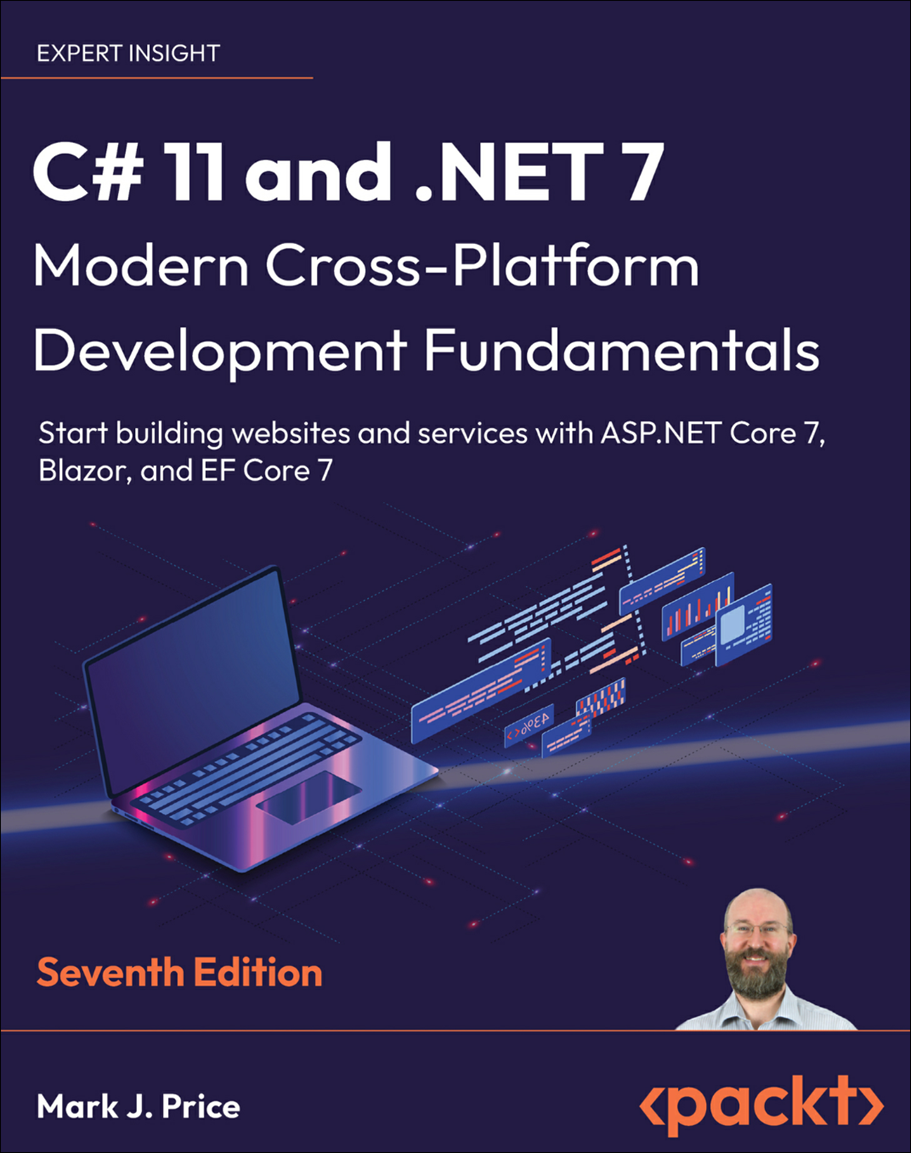 EXPERT INSIGHT
C# 11 and .NET 7
Modern Cross-Platform
Development Fundamentals
Start building websites and services with ASP.NET Core 7,
Blazor, and EF Core 7
43%
<>
Seventh Edition
Mark J. Price
<packt>